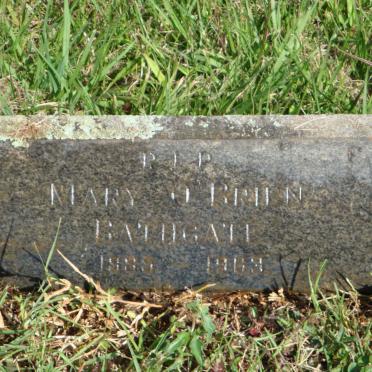 R.I.P.
MARY O'BRIEN
BATHGATE